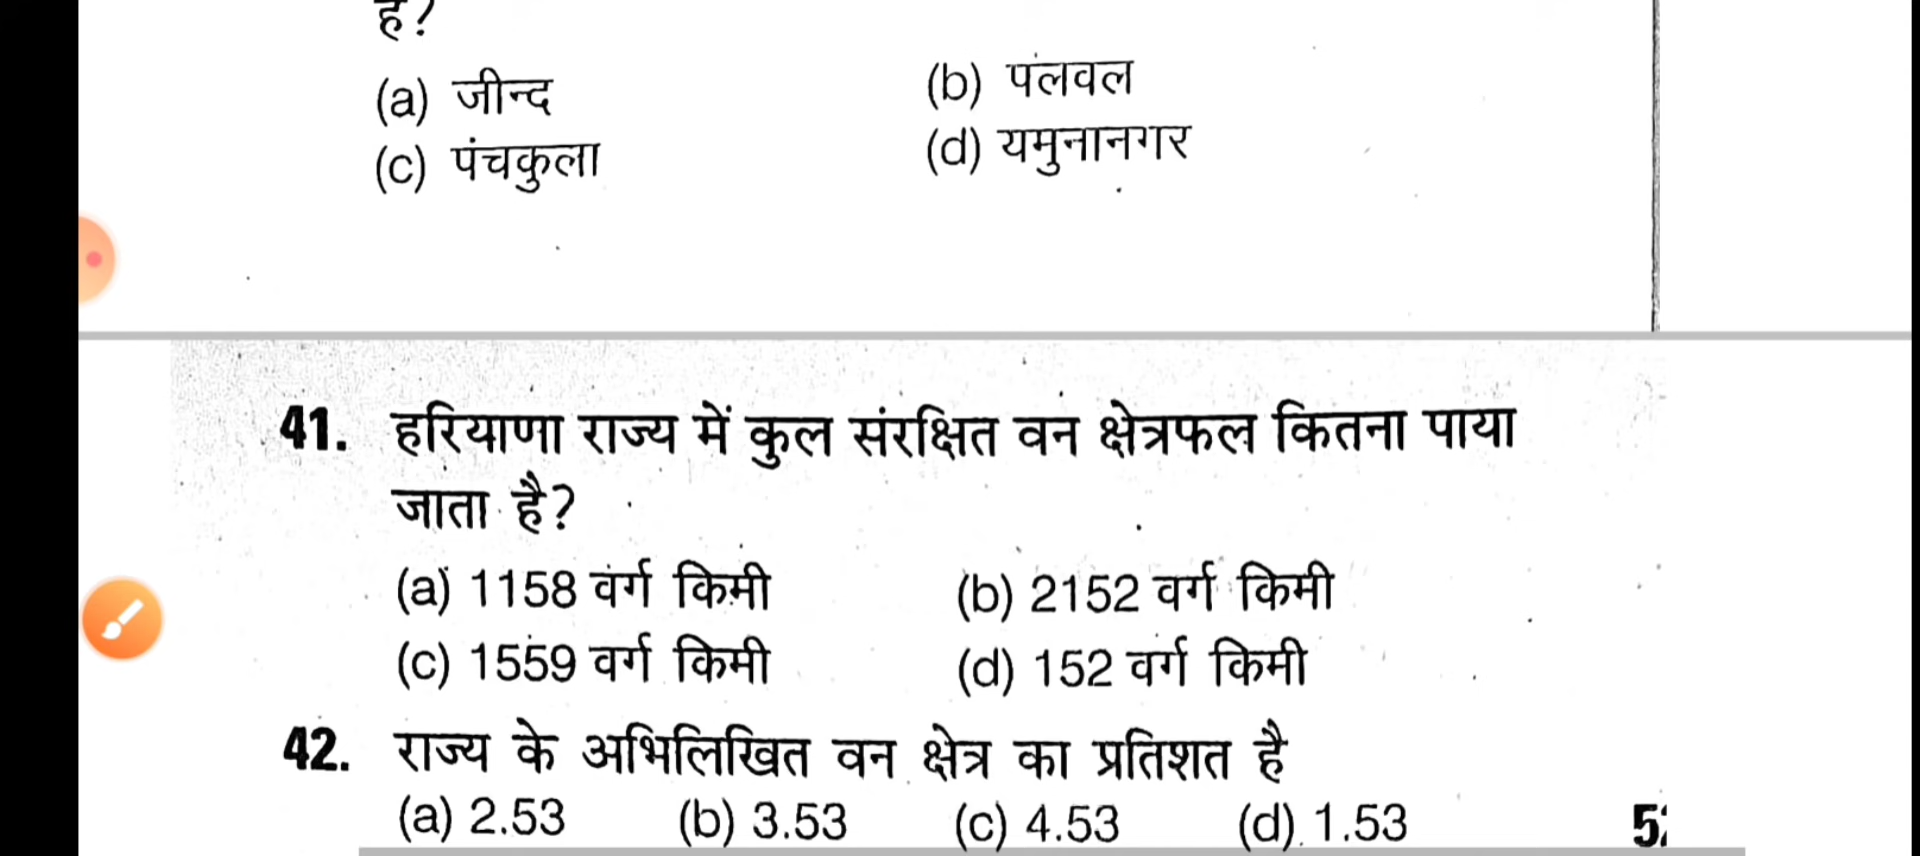 है?
(a) जीन्द (b) पलवल
(c) पंचकुला (d) यमुनानगर
41. हरियाणा राज्य में कुल संरक्षित वन क्षेत्रफल कितना पाया
जाता है?
(a) 1158 वर्ग किमी (b) 2152 वर्ग किमी
(c) 1559 वर्ग किमी (d) 152 वर्ग किमी
42. राज्य के अभिलिखित वन क्षेत्र का प्रतिशत है
(a) 2.53 (b) 3.53 (c) 4.53 (d) 1.53